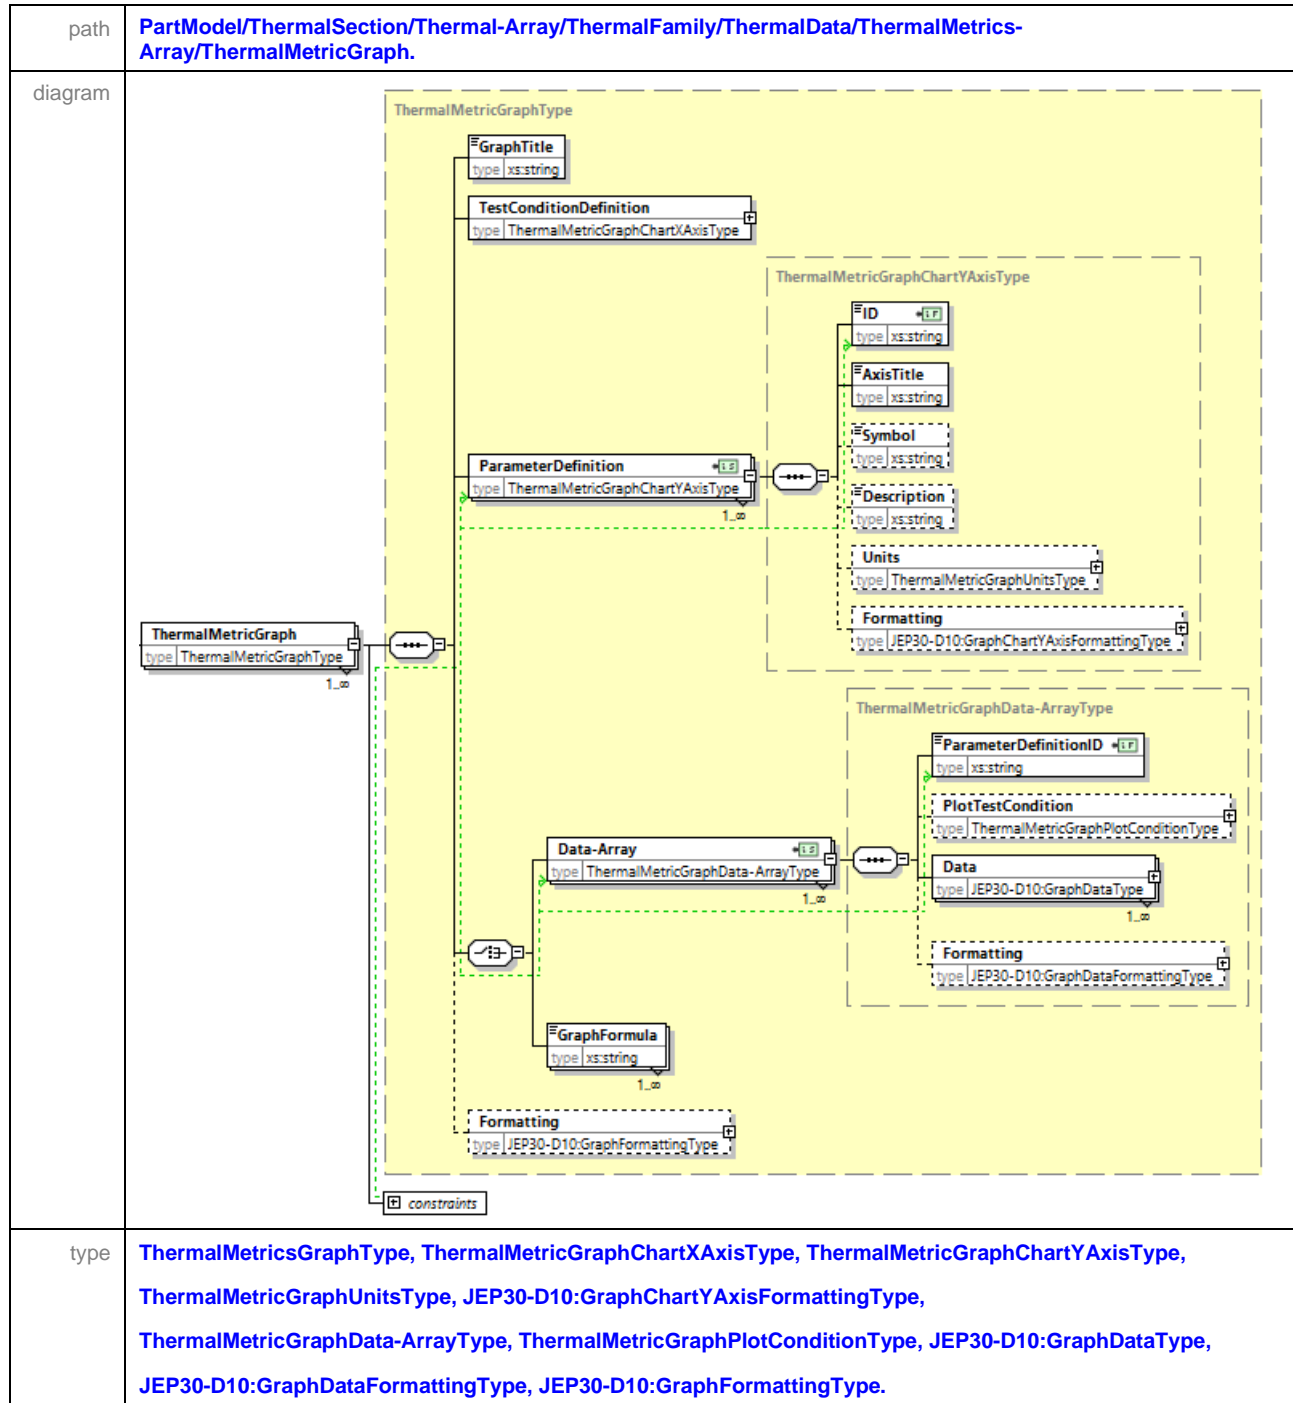 path
PartModel/ThermalSection/Thermal-Array/ThermalFamily/ThermalData/ThermalMetrics-
Array/ThermalMetricGraph.
diagram
ThermalMetricGraphType
GraphTitle
type xs:string
TestConditionDefinition
type ThermalMetricGraphChartXAxisType
ThermalMetricGraphChartYAxisType
ID
type xs:string
AxisTitle
type xs:string
Symbol
type xs:string
ParameterDefinition
type ThermalMetricGraphChartYAxisType
1..∞
Description
type xs:string
Units
type ThermalMetricGraphUnitsType
Formatting
type JEP30-D10:GraphChartYAxisFormattingType
ThermalMetricGraph
type ThermalMetricGraphType
1..∞
ThermalMetricGraphData-ArrayType
ParameterDefinitionID
type xs:string
PlotTestCondition
type ThermalMetricGraphPlotConditionType
Data-Array
type ThermalMetricGraphData-ArrayType
1..∞
Data
type JEP30-D10:GraphDataType
1..∞
Formatting
type JEP30-D10:GraphDataFormattingType
GraphFormula
type xs:string
1..∞
Formatting
type JEP30-D10:GraphFormattingType
constraints
type
ThermalMetricsGraphType, ThermalMetricGraphChartXAxisType, ThermalMetricGraphChartYAxisType,
ThermalMetricGraphUnitsType, JEP30-D10:GraphChartYAxisFormattingType,
ThermalMetricGraphData-ArrayType, ThermalMetricGraphPlotConditionType, JEP30-D10:GraphDataType,
JEP30-D10:GraphDataFormattingType, JEP30-D10:GraphFormattingType.